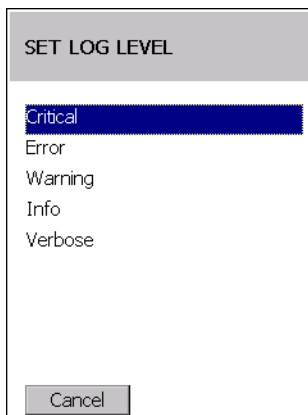 SET LOG LEVEL
Critical
Error
Warning
Info
Verbose
Cancel